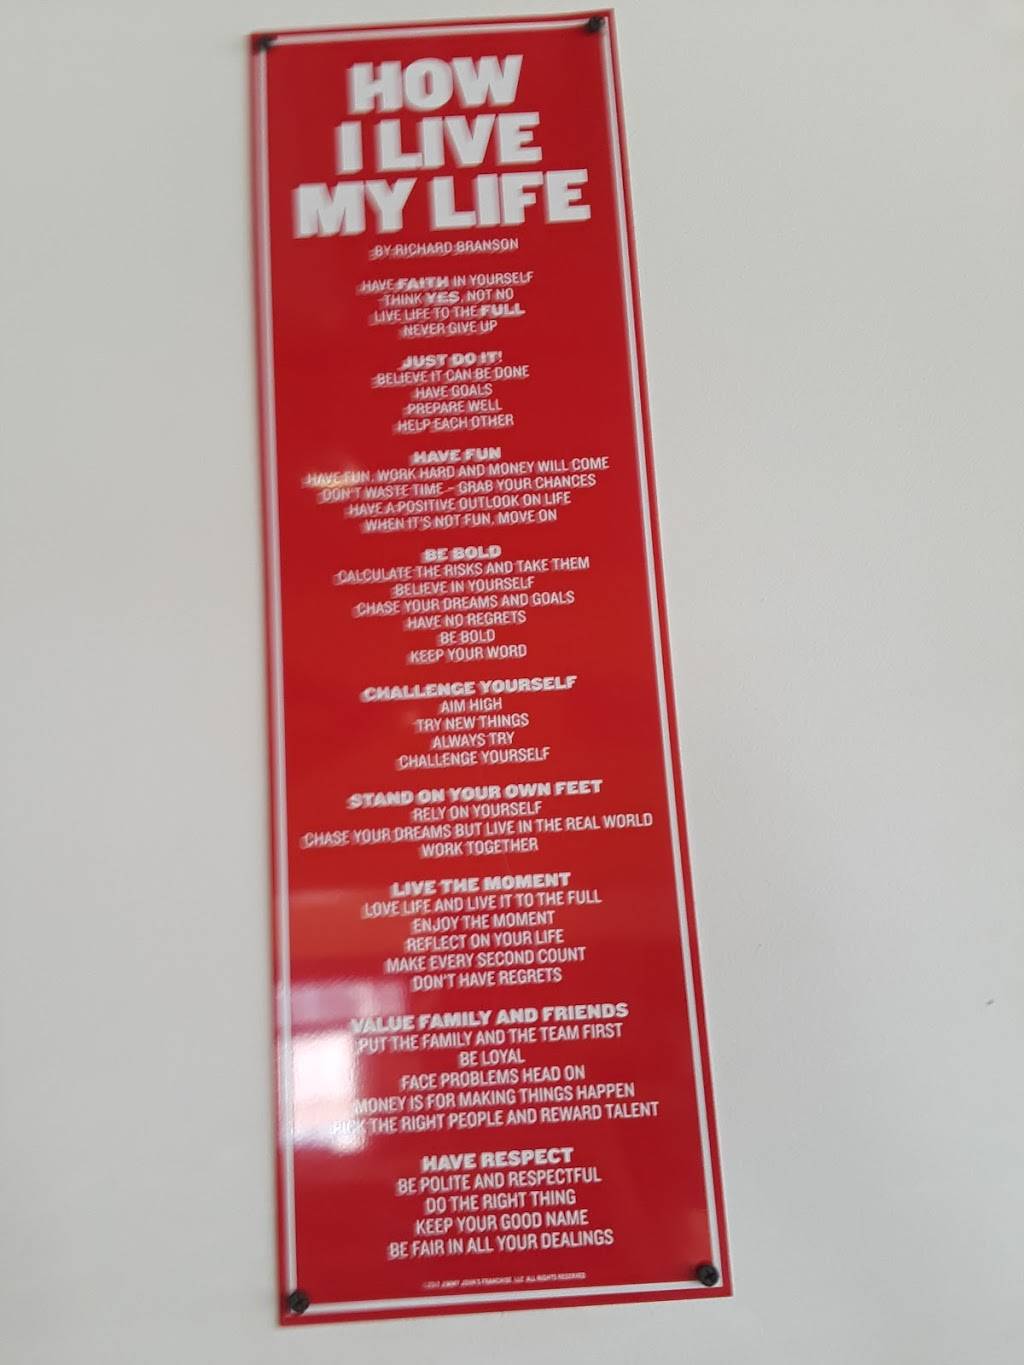 HOW
I LIVE
MY LIFE
BY RICHARD BRANSON
HAVE FAITH IN YOURSELF
THINK YES, NOT NO
LIVE LIFE TO THE FULL
NEVER GIVE UP
JUST DO IT!
BELIEVE IT CAN BE DONE
HAVE GOALS
PREPARE WELL
HELP EACH OTHER
HAVE FUN
HAVE FUN, WORK HARD AND MONEY WILL COME
DON'T WASTE TIME - GRAB YOUR CHANCES
HAVE A POSITIVE OUTLOOK ON LIFE
WHEN IT'S NOT FUN, MOVE ON
BE BOLD
CALCULATE THE RISKS AND TAKE THEM
BELIEVE IN YOURSELF
CHASE YOUR DREAMS AND GOALS
HAVE NO REGRETS
BE BOLD
KEEP YOUR WORD
CHALLENGE YOURSELF
AIM HIGH
TRY NEW THINGS
ALWAYS TRY
CHALLENGE YOURSELF
STAND ON YOUR OWN FEET
RELY ON YOURSELF
CHASE YOUR DREAMS BUT LIVE IN THE REAL WORLD
WORK TOGETHER
LIVE THE MOMENT
LOVE LIFE AND LIVE IT TO THE FULL
ENJOY THE MOMENT
REFLECT ON YOUR LIFE
MAKE EVERY SECOND COUNT
DON'T HAVE REGRETS
VALUE FAMILY AND FRIENDS
PUT THE FAMILY AND THE TEAM FIRST
BE LOYAL
FACE PROBLEMS HEAD ON
MONEY IS FOR MAKING THINGS HAPPEN
PICK THE RIGHT PEOPLE AND REWARD TALENT
HAVE RESPECT
BE POLITE AND RESPECTFUL
DO THE RIGHT THING
KEEP YOUR GOOD NAME
BE FAIR IN ALL YOUR DEALINGS
JIMMY JOHN'S FRANCHISE, LLC ALL RIGHTS RESERVED